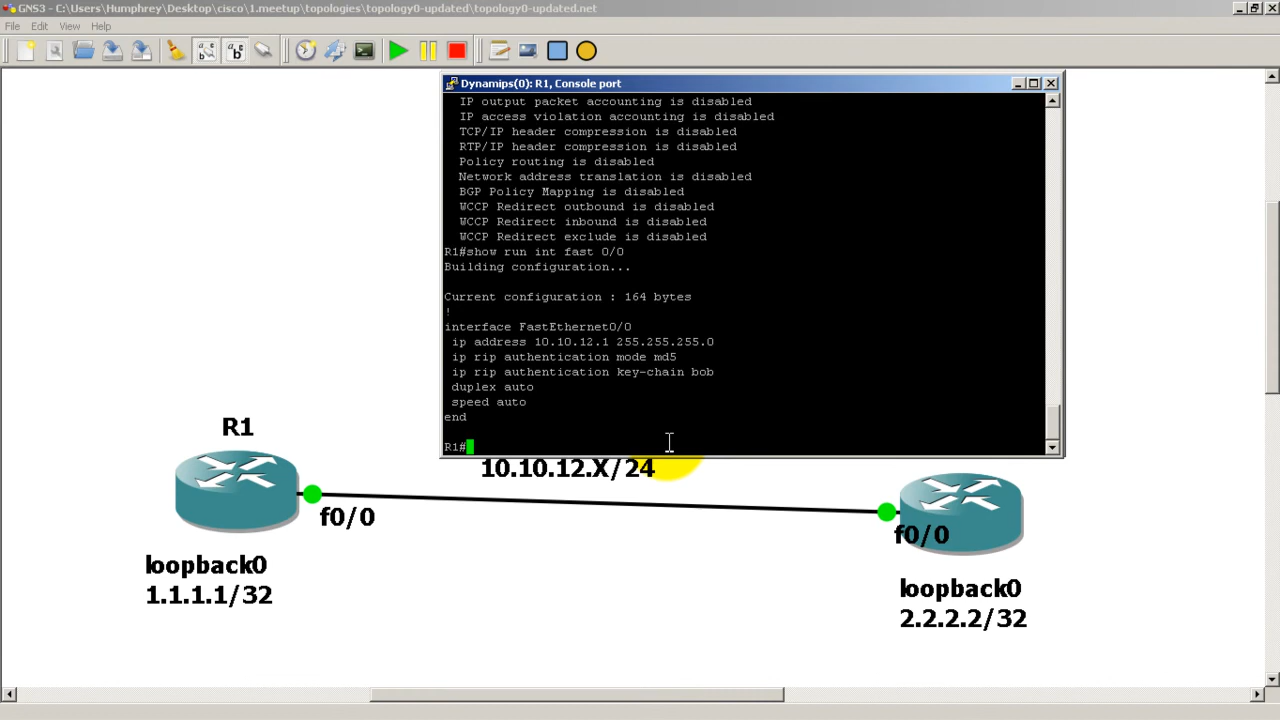 GNS3 - C:\Users\Humphrey\Desktop\cisco\1.meetup\topologies\topology0-updated\topology0-updated.net
File Edit View Help
Dynamips(0): R1, Console port
IP output packet accounting is disabled
IP access violation accounting is disabled
TCP/IP header compression is disabled
RTP/IP header compression is disabled
Policy routing is disabled
Network address translation is disabled
BGP Policy Mapping is disabled
WCCP Redirect outbound is disabled
WCCP Redirect inbound is disabled
WCCP Redirect exclude is disabled
R1#show run int fast 0/0
Building configuration...
Current configuration : 164 bytes
!
interface FastEthernet0/0
ip address 10.10.12.1 255.255.255.0
ip rip authentication mode md5
ip rip authentication key-chain bob
duplex auto
speed auto
end
R1#
R1
10.10.12.X/24
f0/0
f0/0
loopback0
1.1.1.1/32
loopback0
2.2.2.2/32